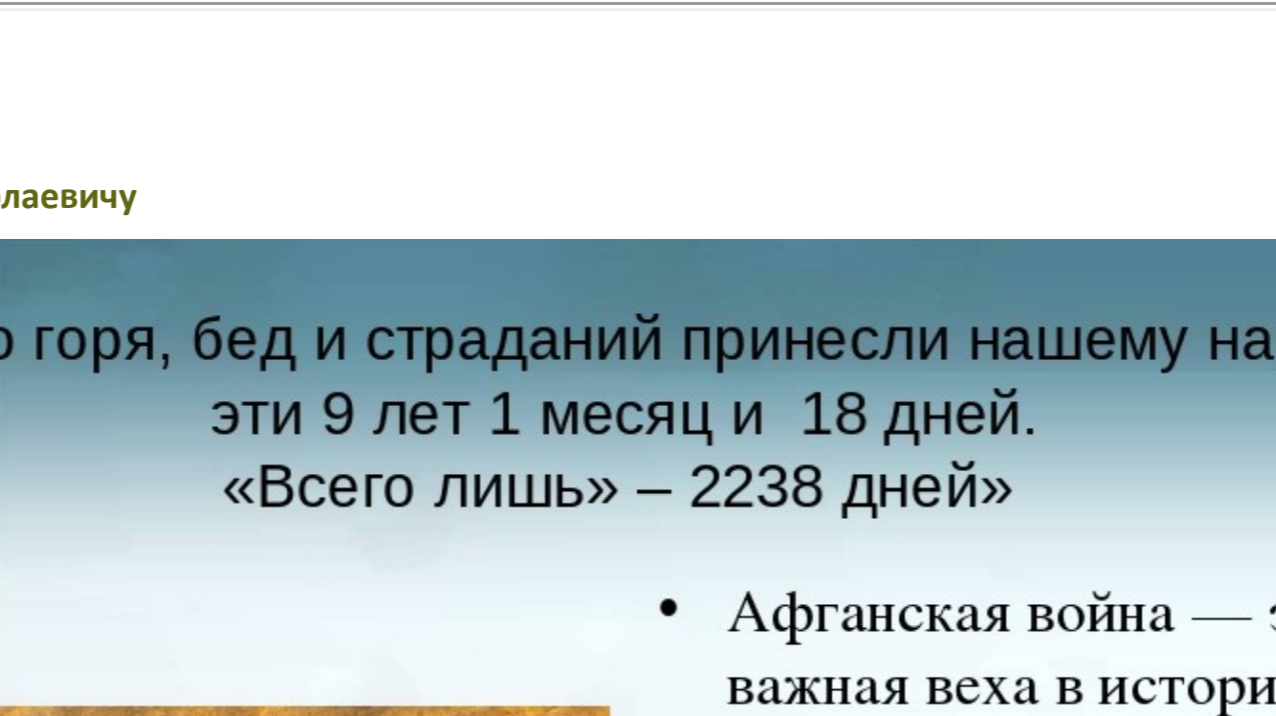 лаевичу
горя, бед и страданий принесли нашему на
эти 9 лет 1 месяц и 18 дней.
«Всего лишь» – 2238 дней»
• Афганская война —
важная веха в истори